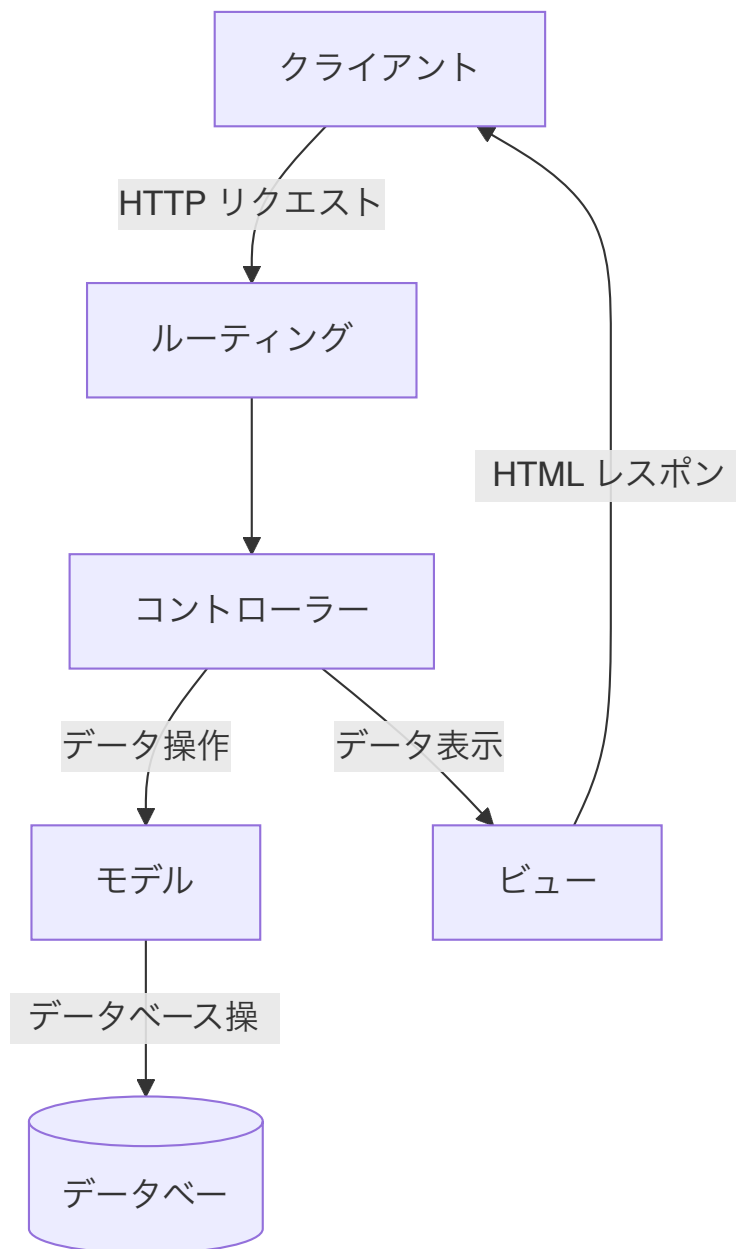 クライアント
HTTP リクエスト
ルーティング
HTML レスポン
コントローラー
データ操作
データ表示
モデル
ビュー
データベース操
データベー